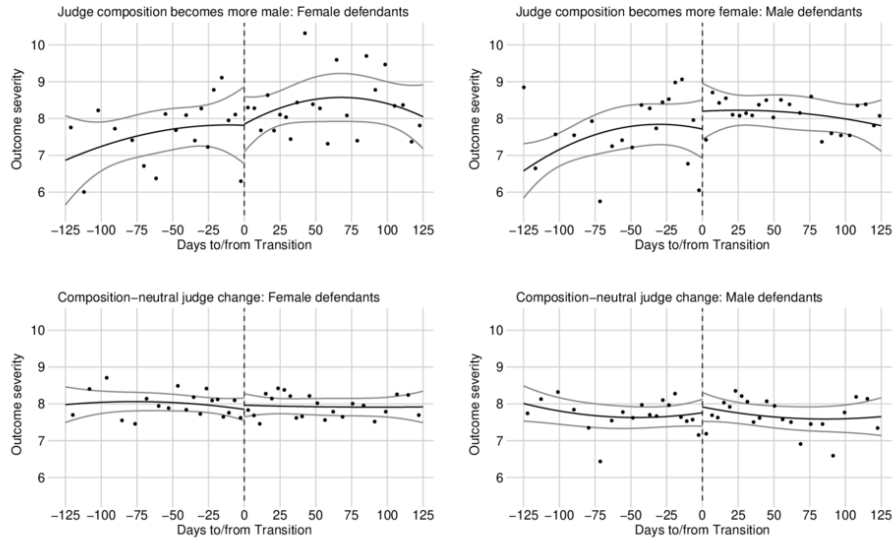 Judge composition becomes more male: Female defendants
10
9
8
7
6
Outcome severity
−125 −100 −75 −50 −25 0 25 50 75 100 125
Days to/from Transition
Judge composition becomes more female: Male defendants
10
9
8
7
6
Outcome severity
−125 −100 −75 −50 −25 0 25 50 75 100 125
Days to/from Transition
Composition−neutral judge change: Female defendants
10
9
8
7
6
Outcome severity
−125 −100 −75 −50 −25 0 25 50 75 100 125
Days to/from Transition
Composition−neutral judge change: Male defendants
10
9
8
7
6
Outcome severity
−125 −100 −75 −50 −25 0 25 50 75 100 125
Days to/from Transition